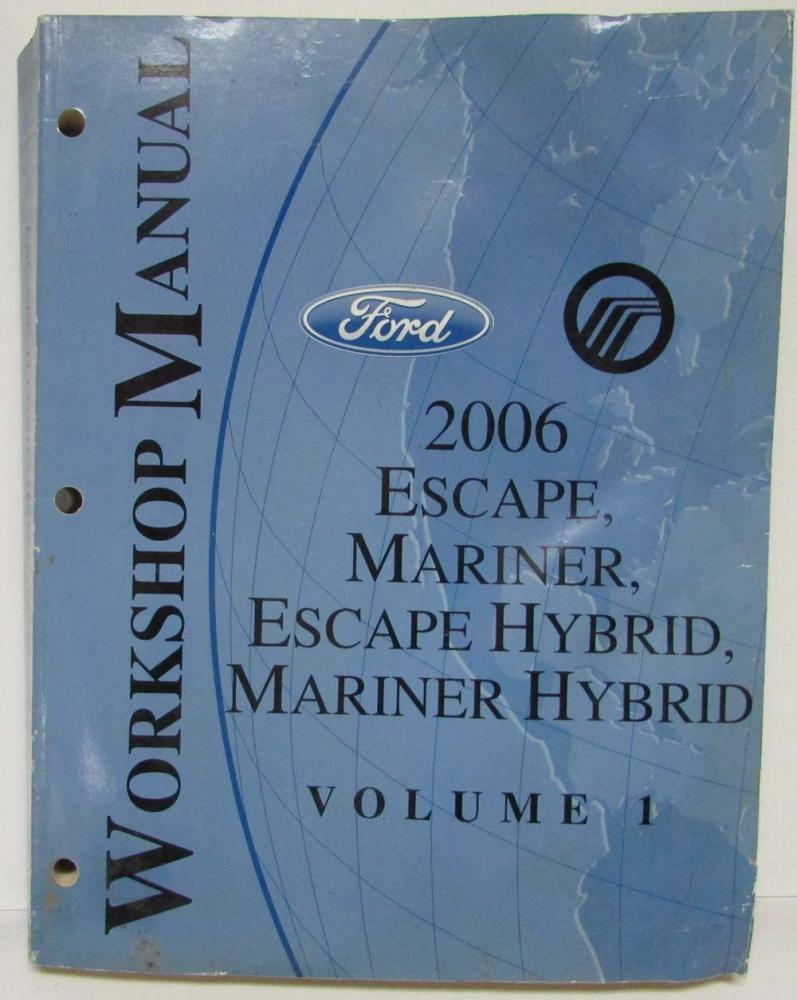 WORKSHOP MANUAL
Ford
2006
ESCAPE,
MARINER,
ESCAPE HYBRID,
MARINER HYBRID
VOLUME 1